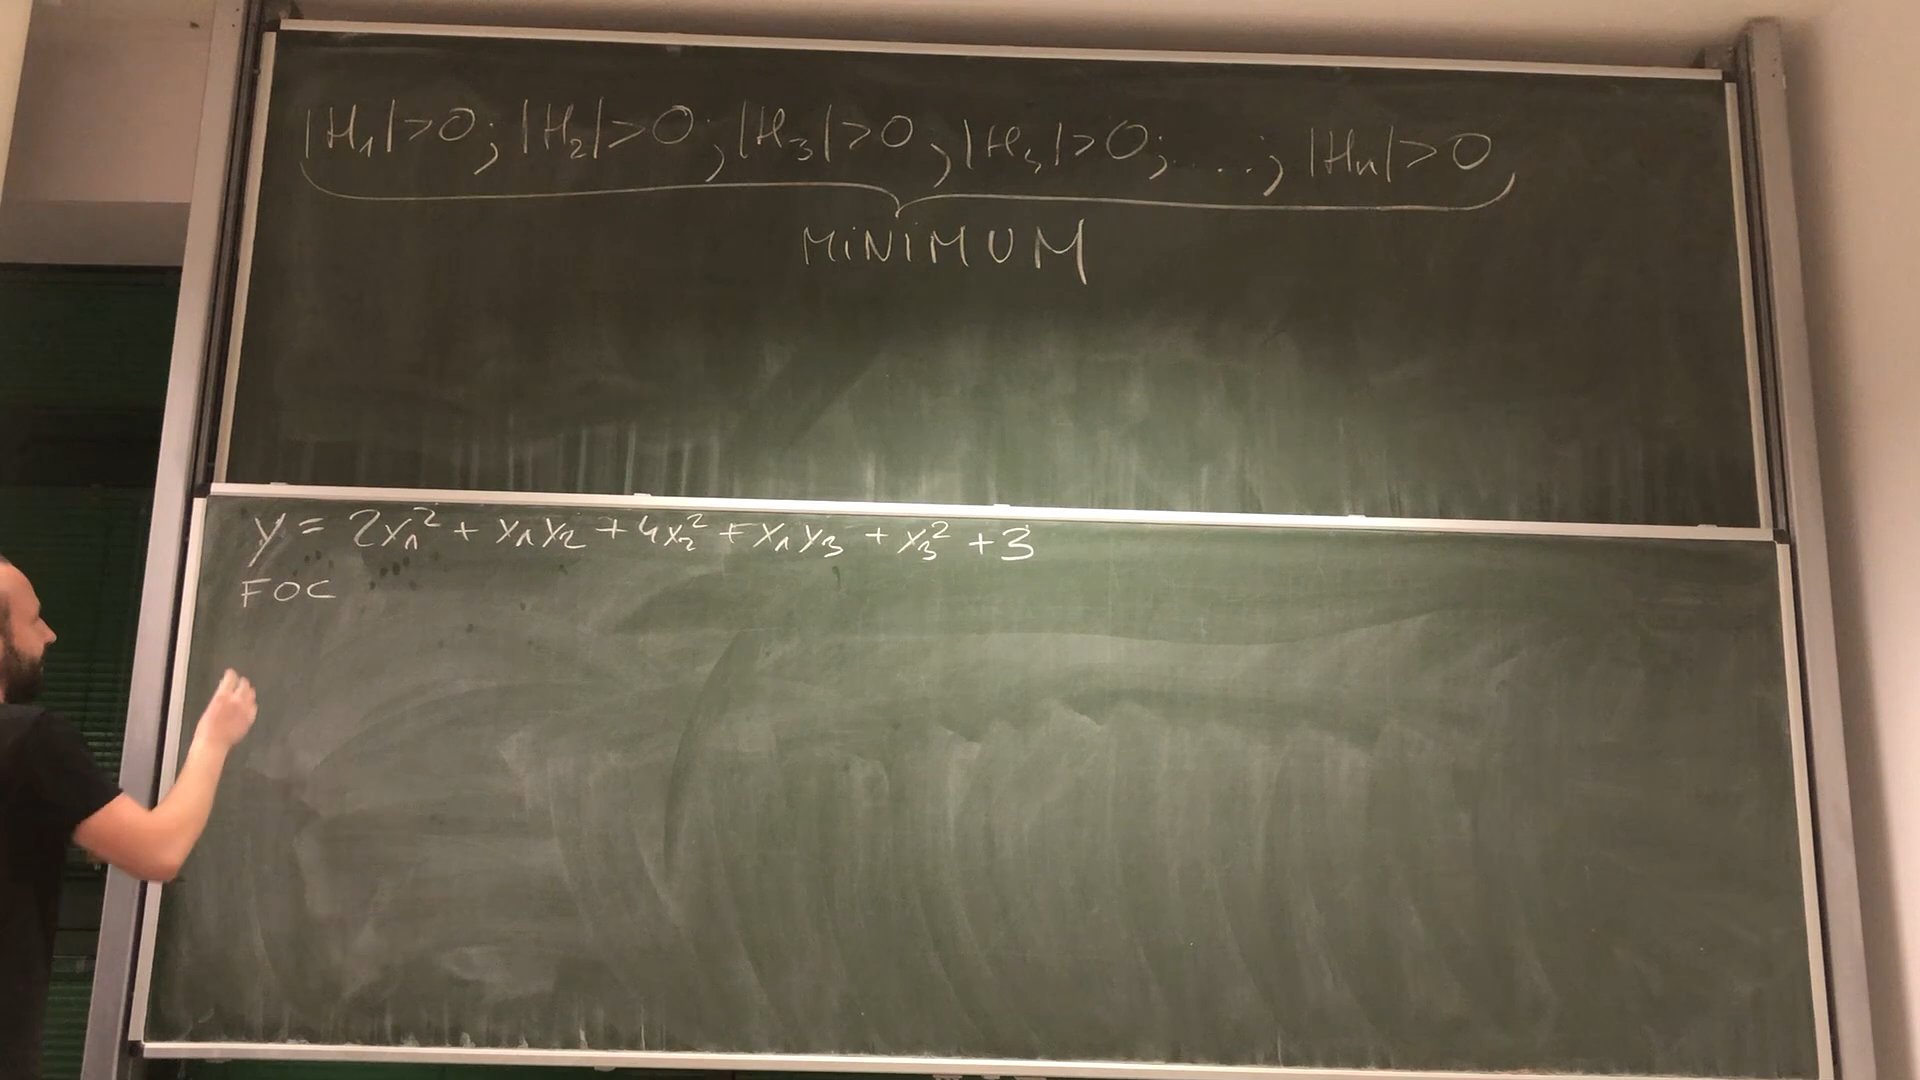 |H₁|>0; |H₂|>0; |H₃|>0; |H₄|>0; ...; |Hn|>0,
MINIMUM
y = 2x₁² + x₁x₂ + 4x₂² + x₁x₃ + x₃² + 3
FOC